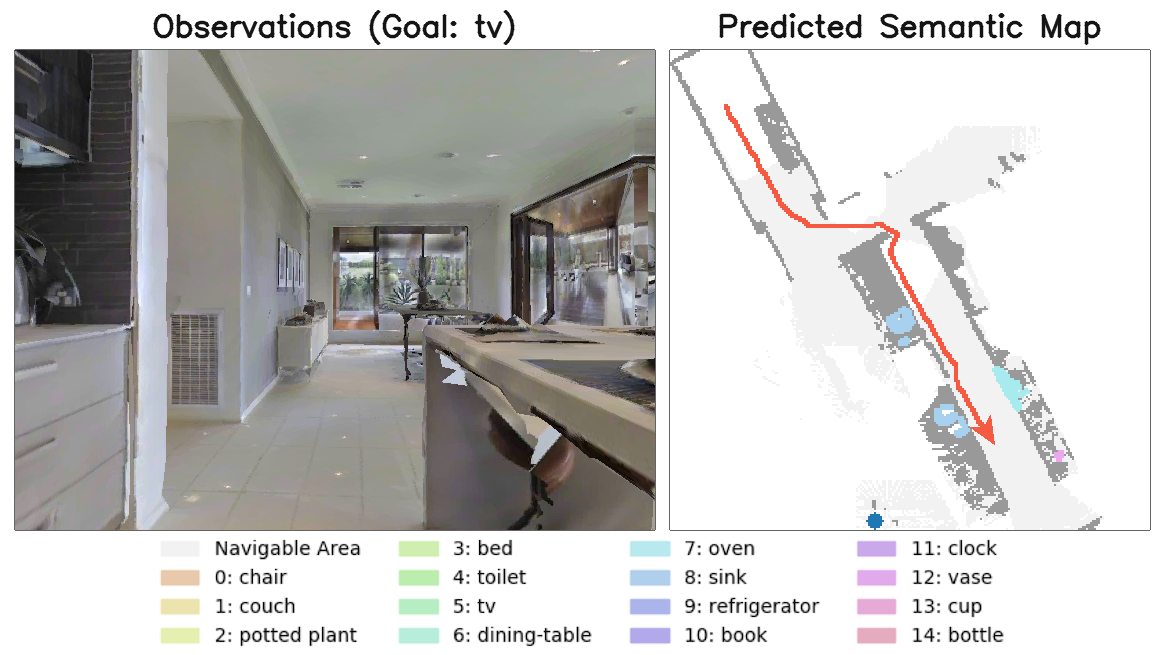 Observations (Goal: tv)
Predicted Semantic Map
Navigable Area
0: chair
1: couch
2: potted plant
3: bed
4: toilet
5: tv
6: dining-table
7: oven
8: sink
9: refrigerator
10: book
11: clock
12: vase
13: cup
14: bottle